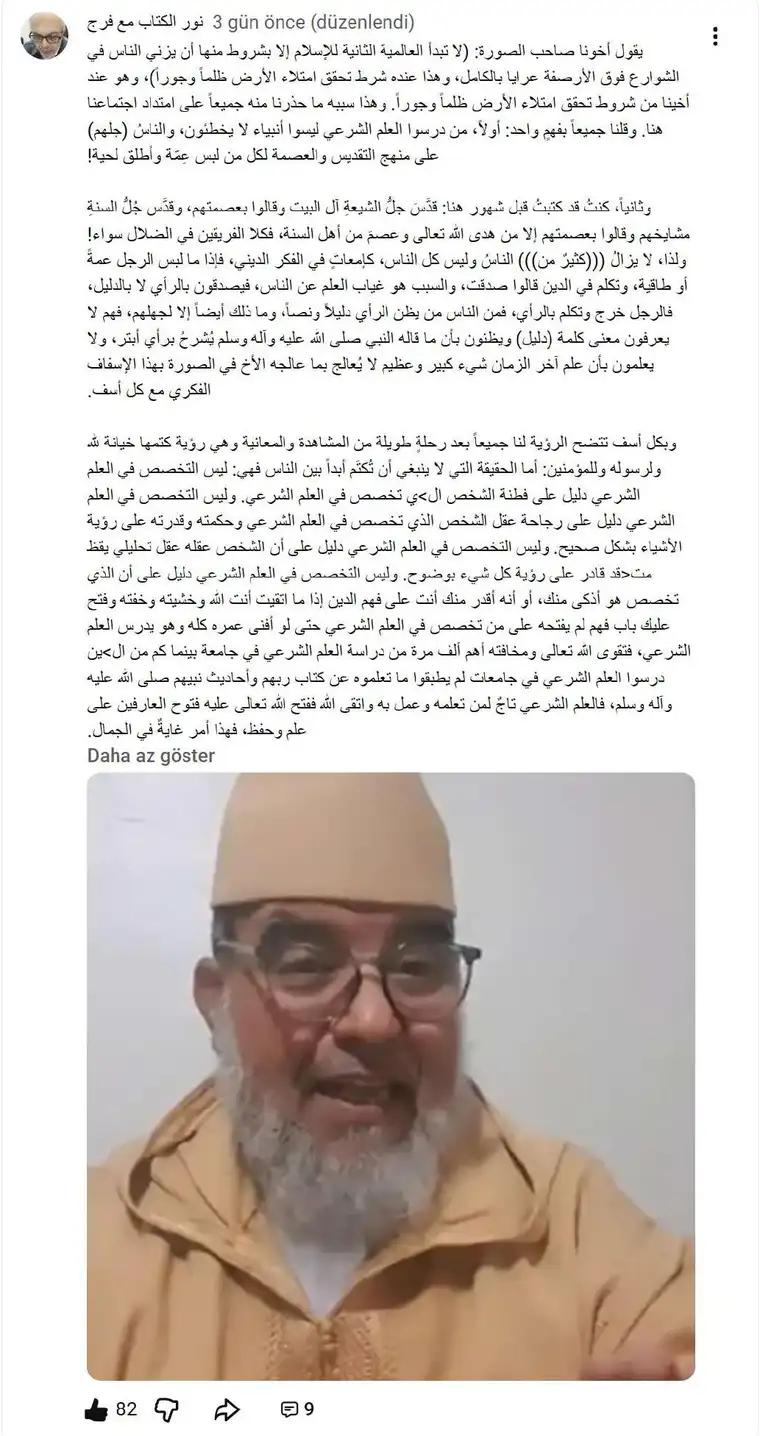 نور الكتاب مع فرج 3 gün önce (düzenlendi)
يقول أخونا صاحب الصورة: (لا تبدأ العالمية الثانية للإسلام إلا بشروط منها أن يزني الناس في
الشوارع فوق الأرصفة عرايا بالكامل، وهذا عنده شرط تحقق امتلاء الأرض ظلماً وجوراً)، وهو عند
أخينا من شروط تحقق امتلاء الأرض ظلماً وجوراً. وهذا سببه ما حذرنا منه جميعاً على امتداد اجتماعنا
هنا. وقلنا جميعاً بفهمٍ واحد: أولاً، من درسوا العلم الشرعي ليسوا أنبياء لا يخطئون، والناسُ (جلهم)
على منهج التقديس والعصمة لكل من لبس عِمّة وأطلق لحية!
وثانياً، كنتُ قد كتبتُ قبل شهور هنا: قدَّسَ جلُّ الشيعةِ آل البيت وقالوا بعصمتهم، وقدَّس جُلُّ السنةِ
مشايخهم وقالوا بعصمتهم إلا من هدى الله تعالى وعصمَ من أهل السنة، فكلا الفريقين في الضلال سواء!
ولذا، لا يزالُ (((كثيرٌ من))) الناسُ وليس كل الناس، كإمعاتٍ في الفكر الديني، فإذا ما لبس الرجل عمةً
أو طاقية، وتكلم في الدين قالوا صدقت، والسبب هو غياب العلم عن الناس، فيصدقون بالرأي لا بالدليل،
فالرجل خرج وتكلم بالرأي، فمن الناس من يظن الرأي دليلاً ونصاً، وما ذلك أيضاً إلا لجهلهم، فهم لا
يعرفون معنى كلمة (دليل) ويظنون بأن ما قاله النبي صلى الله عليه وآله وسلم يُشرحُ برأي أبتر، ولا
يعلمون بأن علم آخر الزمان شيء كبير وعظيم لا يُعالج بما عالجه الأخ في الصورة بهذا الإسفاف
الفكري مع كل أسف.
وبكل أسف تتضح الرؤية لنا جميعاً بعد رحلةٍ طويلة من المشاهدة والمعانية وهي رؤية كتمها خيانة لله
ولرسوله وللمؤمنين: أما الحقيقة التي لا ينبغي أن تُكتَم أبداً بين الناس فهي: ليس التخصص في العلم
الشرعي دليل على فطنة الشخص ال>ي تخصص في العلم الشرعي. وليس التخصص في العلم
الشرعي دليل على رجاحة عقل الشخص الذي تخصص في العلم الشرعي وحكمته وقدرته على رؤية
الأشياء بشكل صحيح. وليس التخصص في العلم الشرعي دليل على أن الشخص عقله عقل تحليلي يقظ
مت<قد قادر على رؤية كل شيء بوضوح. وليس التخصص في العلم الشرعي دليل على أن الذي
تخصص هو أذكى منك، أو أنه أقدر منك أنت على فهم الدين إذا ما اتقيت أنت الله وخشيته وخفته وفتح
عليك باب فهم لم يفتحه على من تخصص في العلم الشرعي حتى لو أفنى عمره كله وهو يدرس العلم
الشرعي، فتقوى الله تعالى ومخافته أهم ألف مرة من دراسة العلم الشرعي في جامعة بينما كم من ال>ين
درسوا العلم الشرعي في جامعات لم يطبقوا ما تعلموه عن كتاب ربهم وأحاديث نبيهم صلى الله عليه
وآله وسلم، فالعلم الشرعي تاجٌ لمن تعلمه وعمل به واتقى الله ففتح الله تعالى عليه فتوح العارفين على
علم وحفظ، فهذا أمر غايةٌ في الجمال.
Daha az göster
82 9